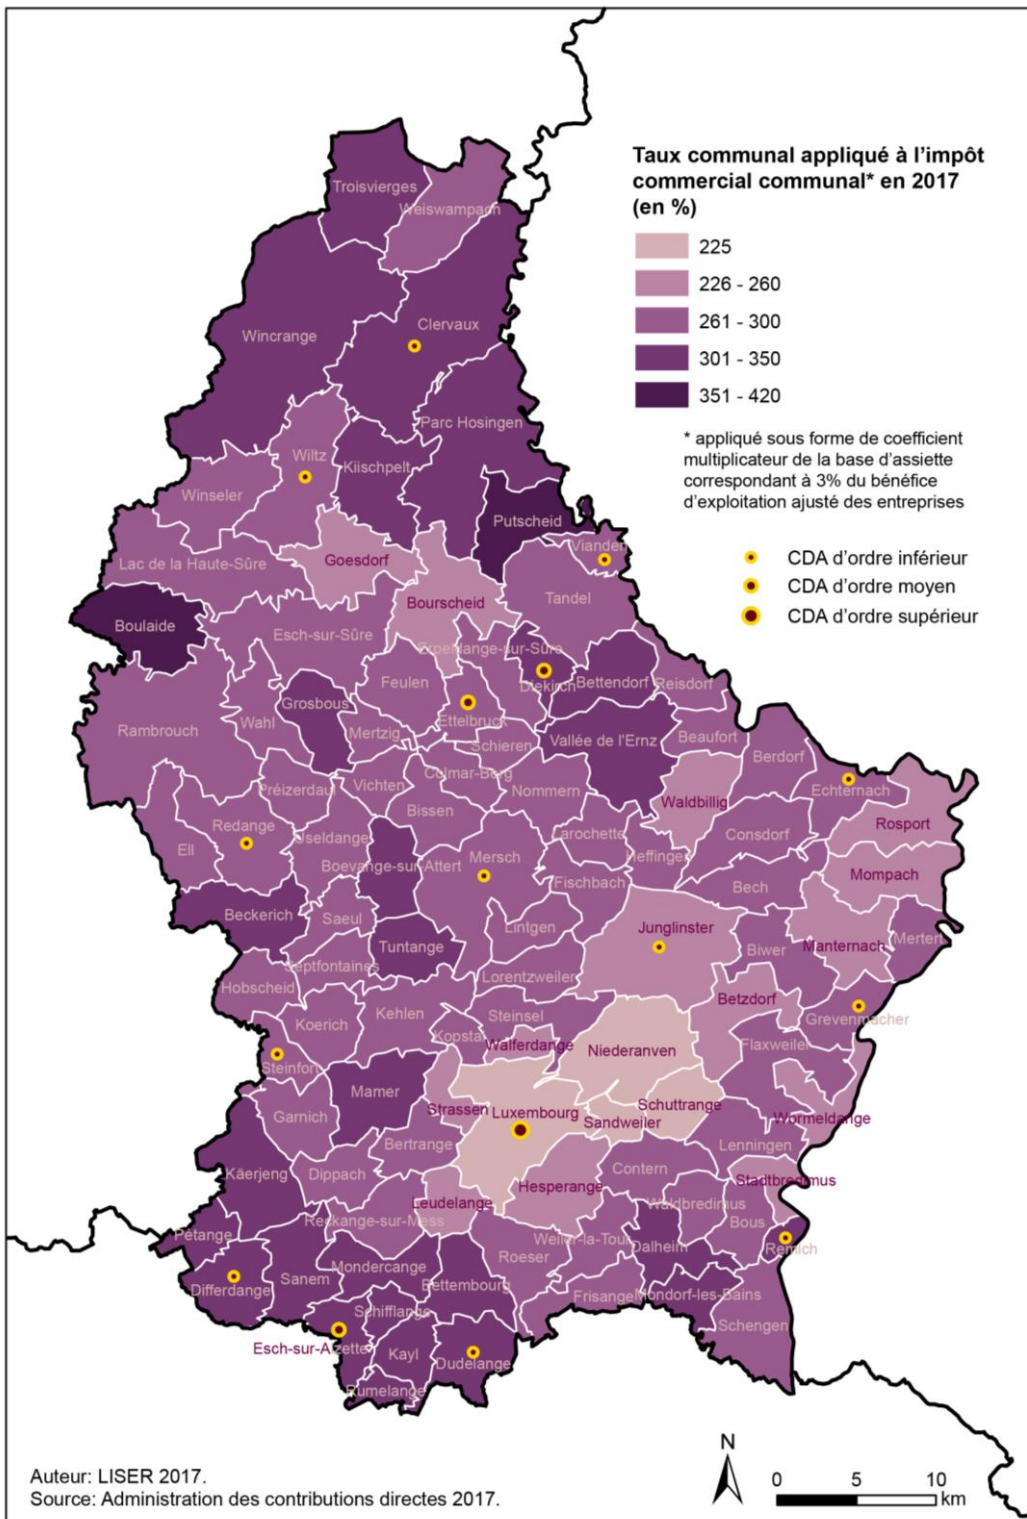 Taux communal appliqué à l'impôt
commercial communal* en 2017
(en %)
225
226 - 260
261 - 300
301 - 350
351 - 420
* appliqué sous forme de coefficient
multiplicateur de la base d'assiette
correspondant à 3% du bénéfice
d'exploitation ajusté des entreprises
CDA d'ordre inférieur
CDA d'ordre moyen
CDA d'ordre supérieur
Troisvierges
Weiswampach
Wincrange
Clervaux
Parc Hosingen
Wiltz
Kiischpelt
Winseler
Putscheid
Vianden
Lac de la Haute-Sûre
Goesdorf
Bourscheid
Tandel
Boulaide
Esch-sur-Sûre
Erpeldange-sur-Sûre
Feulen
Diekirch
Bettendorf
Reisdorf
Grosbous
Ettelbruck
Rambrouch
Wahl
Mertzig
Schieren
Vallée de l'Ernz
Beaufort
Berdorf
Echternach
Préizerdaul
Vichten
Colmar-Berg
Nommern
Waldbillig
Rosport
Bissen
Redange
Useldange
Larochette
Consdorf
Ell
Boevange-sur-Attert
Mersch
Heffingen
Mompach
Fischbach
Bech
Beckerich
Saeul
Lintgen
Junglinster
Tuntange
Manternach
Mertert
Biwer
Septfontaines
Lorentzweiler
Hobscheid
Betzdorf
Koerich
Kehlen
Steinsel
Grevenmacher
Kopstal
Walferdange
Niederanven
Flaxweiler
Steinfort
Mamer
Schuttrange
Strassen
Luxembourg
Sandweiler
Wormeldange
Garnich
Bertrange
Lenningen
Käerjeng
Dippach
Contern
Stadtbredimus
Leudelange
Hesperange
Waldbredimus
Reckange-sur-Mess
Bous
Pétange
Weiler-la-Tour
Dalheim
Remich
Roeser
Mondercange
Sanem
Differdange
Bettembourg
Frisange
Mondorf-les-Bains
Schifflange
Schengen
Esch-sur-Alzette
Kayl
Dudelange
Rumelange
N
0 5 10
km
Auteur: LISER 2017.
Source: Administration des contributions directes 2017.